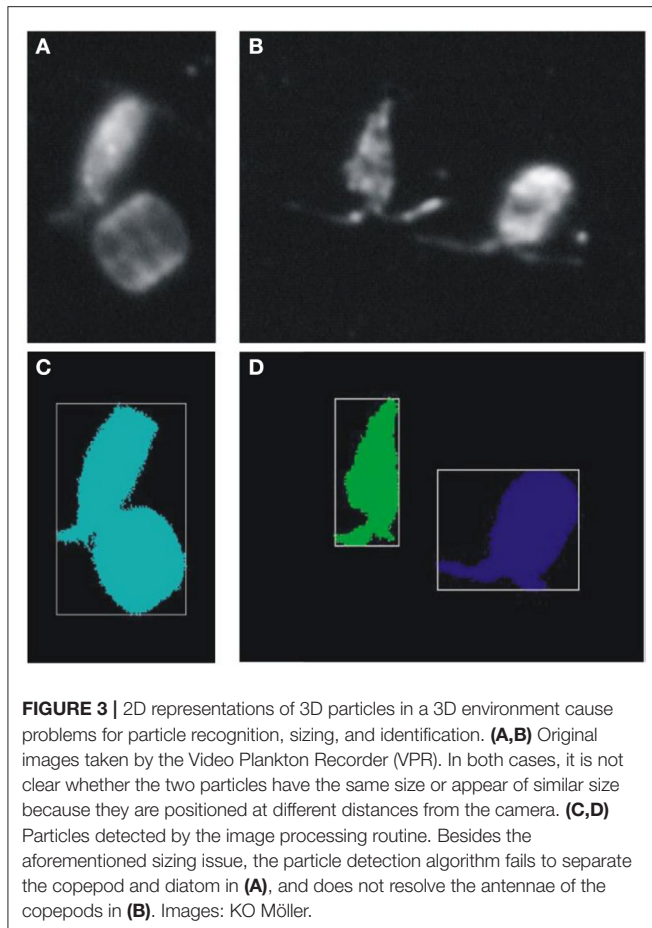 A
B
C
D
FIGURE 3 | 2D representations of 3D particles in a 3D environment cause
problems for particle recognition, sizing, and identification. (A,B) Original
images taken by the Video Plankton Recorder (VPR). In both cases, it is not
clear whether the two particles have the same size or appear of similar size
because they are positioned at different distances from the camera. (C,D)
Particles detected by the image processing routine. Besides the
aforementioned sizing issue, the particle detection algorithm fails to separate
the copepod and diatom in (A), and does not resolve the antennae of the
copepods in (B). Images: KO Möller.